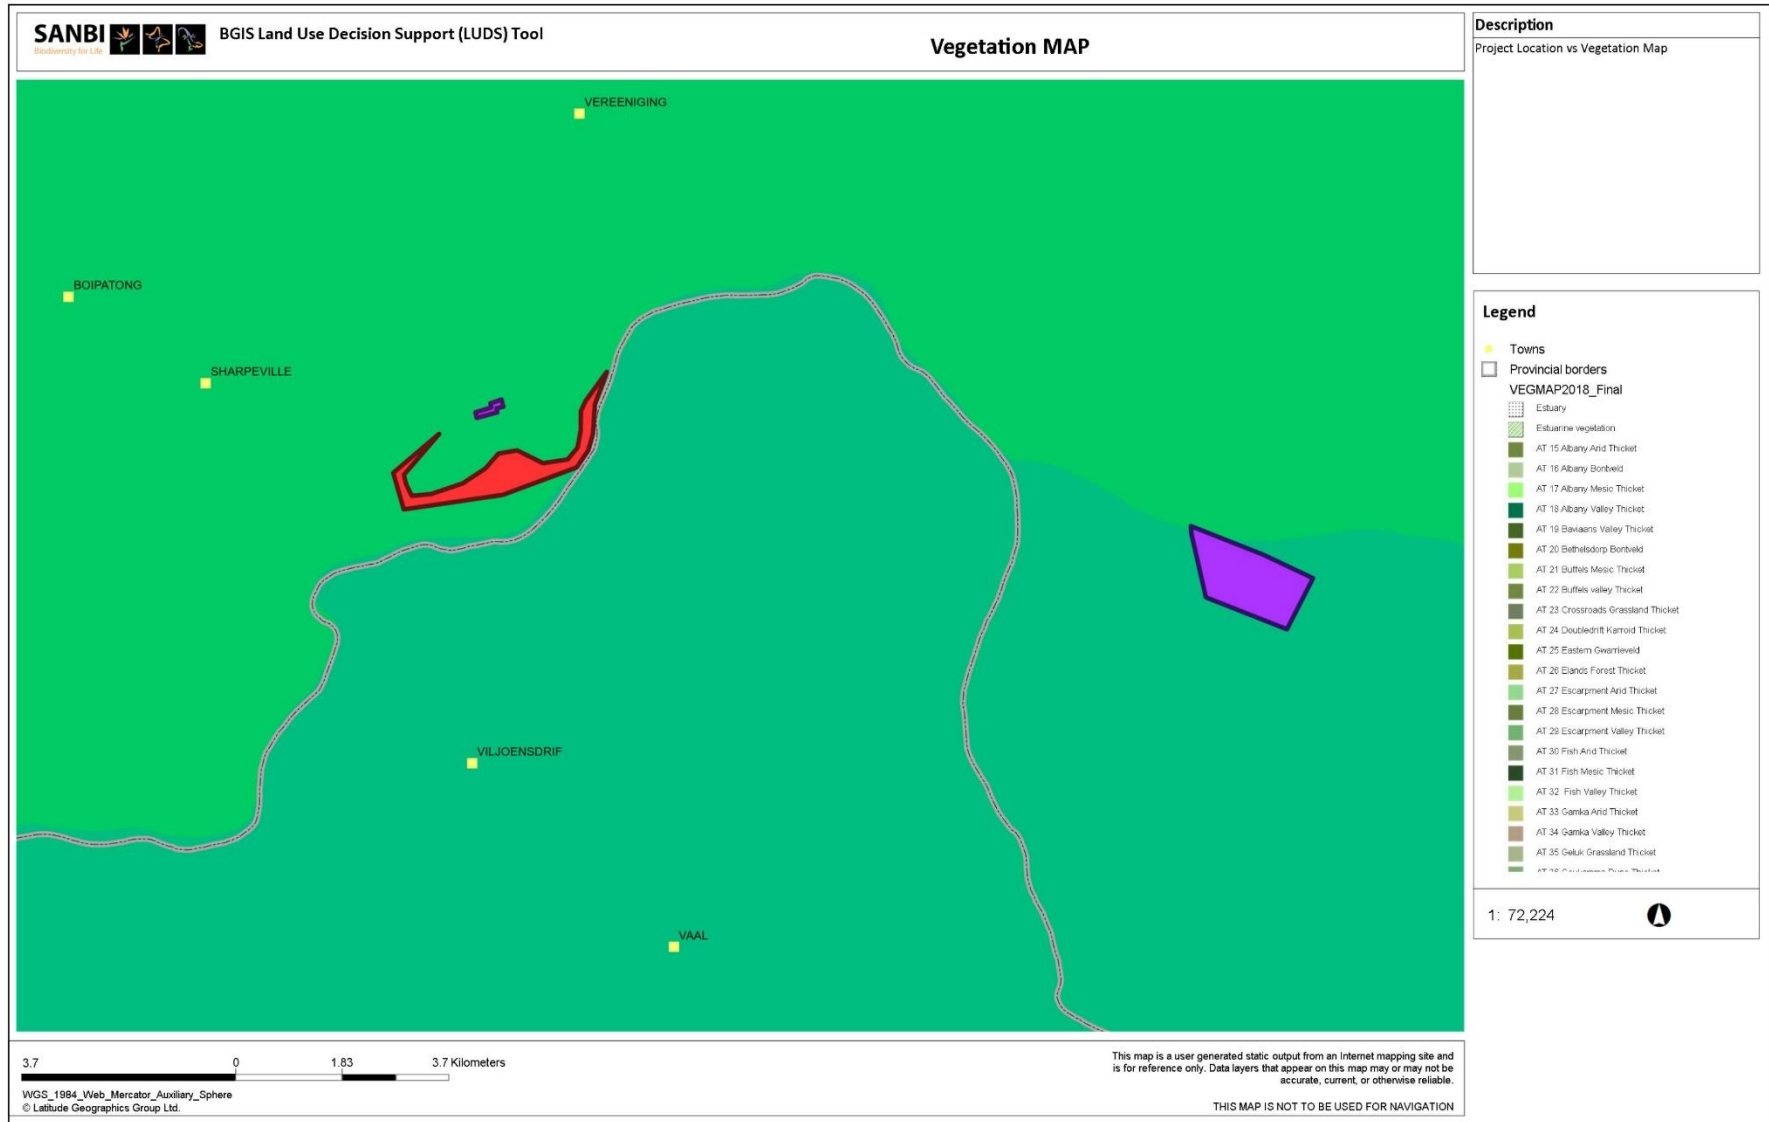 SANBI
Biodiversity for Life
BGIS Land Use Decision Support (LUDS) Tool
Vegetation MAP
Description
Project Location vs Vegetation Map
VEREENIGING
BOIPATONG
SHARPEVILLE
VILJOENSDRIF
VAAL
Legend
Towns
Provincial borders
VEGMAP2018_Final
Estuary
Estuarine vegetation
AT 15 Albany Arid Thicket
AT 16 Albany Bontveld
AT 17 Albany Mesic Thicket
AT 18 Albany Valley Thicket
AT 19 Baviaans Valley Thicket
AT 20 Bethelsdorp Bontveld
AT 21 Buffels Mesic Thicket
AT 22 Buffels valley Thicket
AT 23 Crossroads Grassland Thicket
AT 24 Doubledrift Karroid Thicket
AT 25 Eastern Gwarrieveld
AT 26 Elands Forest Thicket
AT 27 Escarpment Arid Thicket
AT 28 Escarpment Mesic Thicket
AT 29 Escarpment Valley Thicket
AT 30 Fish Arid Thicket
AT 31 Fish Mesic Thicket
AT 32 Fish Valley Thicket
AT 33 Gamka Arid Thicket
AT 34 Gamka Valley Thicket
AT 35 Geluk Grassland Thicket
1: 72,224
3.7 0 1.83 3.7 Kilometers
WGS_1984_Web_Mercator_Auxiliary_Sphere
© Latitude Geographics Group Ltd.
This map is a user generated static output from an Internet mapping site and
is for reference only. Data layers that appear on this map may or may not be
accurate, current, or otherwise reliable.
THIS MAP IS NOT TO BE USED FOR NAVIGATION